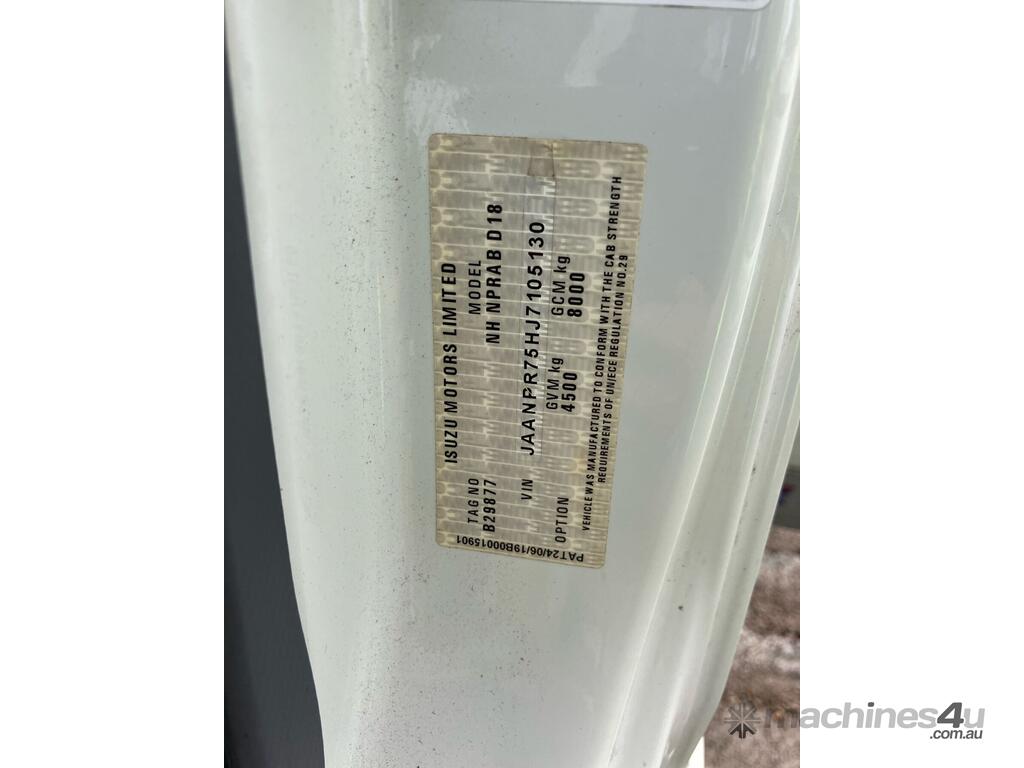 ISUZU MOTORS LIMITED
TAG NO MODEL
B29877 NH NPRAB D18
VIN JAANPR75HJ7105130
GVM kg GCM kg
OPTION 4500 8000
VEHICLE WAS MANUFACTURED TO CONFORM WITH THE CAB STRENGTH
REQUIREMENTS OF UN/ECE REGULATION NO.29
PAT24/06/19B00015901
machines4u
.com.au